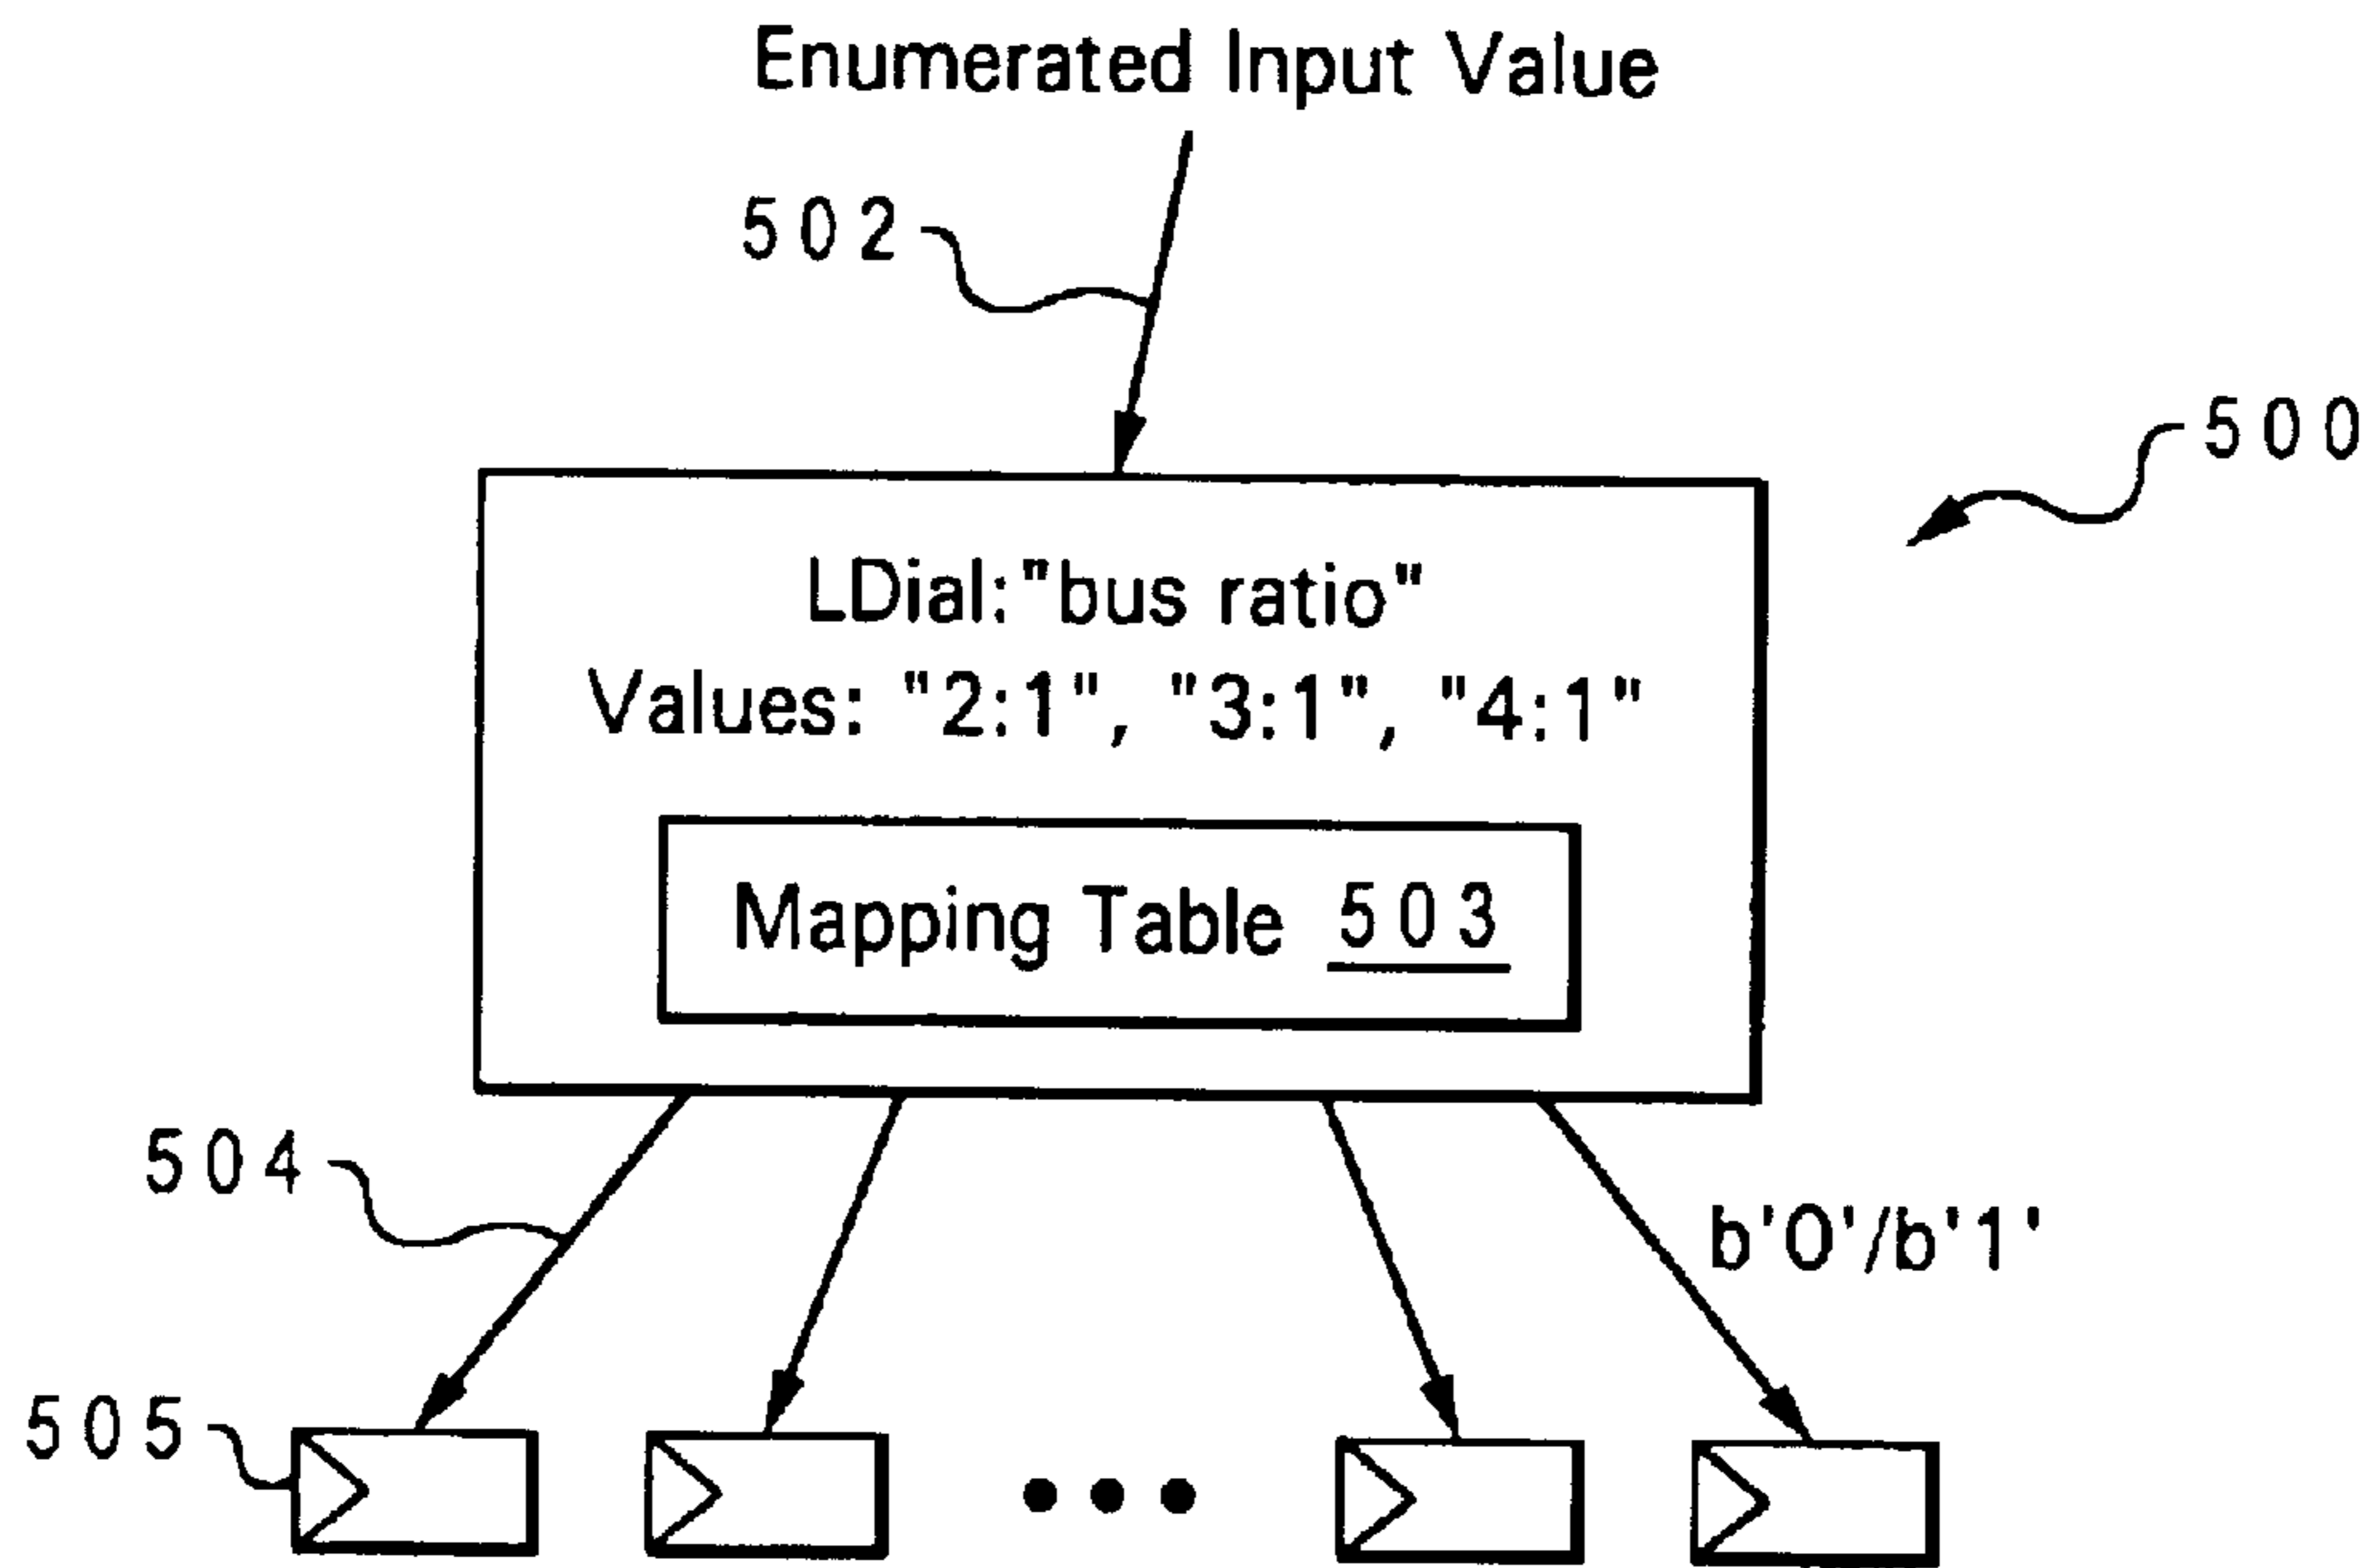 Enumerated Input Value
502
500
LDial:"bus ratio"
Values: "2:1", "3:1", "4:1"
Mapping Table 503
504
b'0'/b'1'
505